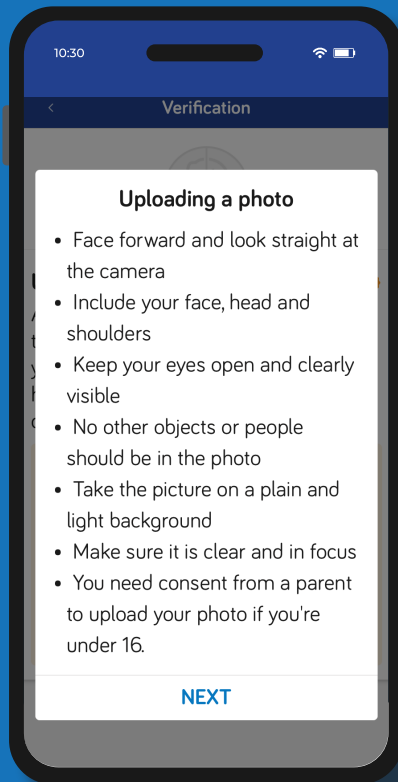 10:30
Verification
Uploading a photo
• Face forward and look straight at
the camera
• Include your face, head and
shoulders
• Keep your eyes open and clearly
visible
• No other objects or people
should be in the photo
• Take the picture on a plain and
light background
• Make sure it is clear and in focus
• You need consent from a parent
to upload your photo if you're
under 16.
NEXT